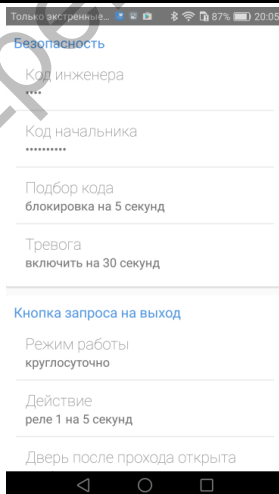 Только экстренные... 87% 20:05
Безопасность
Код инженера
••••
Код начальника
••••••••••
Подбор кода
блокировка на 5 секунд
Тревога
включить на 30 секунд
Кнопка запроса на выход
Режим работы
круглосуточно
Действие
реле 1 на 5 секунд
Дверь после прохода открыта